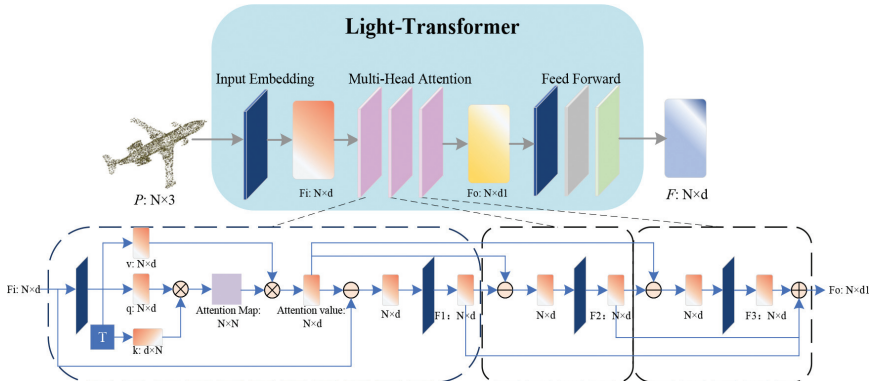 Light-Transformer
Input Embedding
Multi-Head Attention
Feed Forward
P: N×3
Fi: N×d
Fo: N×d1
F: N×d
v: N×d
Fi: N×d
q: N×d
Attention Map:
N×N
Attention value:
N×d
N×d
F1：N×d
N×d
F2：N×d
N×d
F3：N×d
Fo: N×d1
T
k: d×N